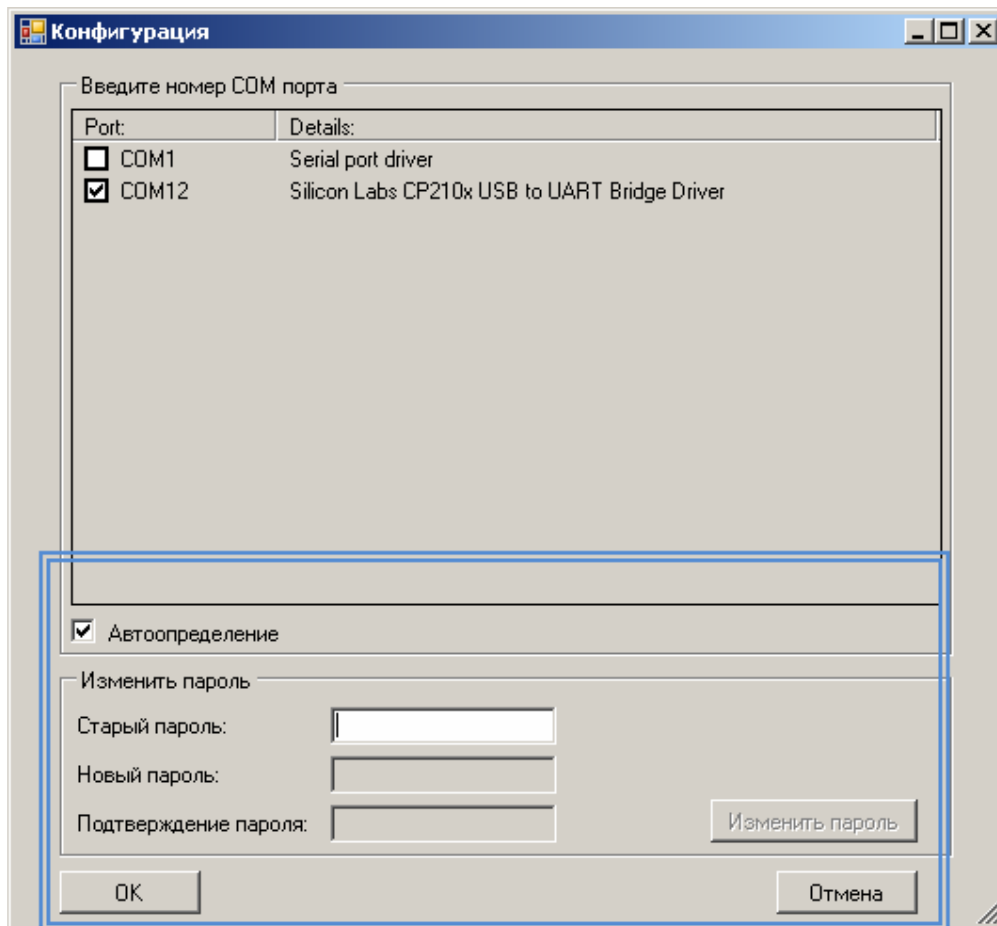 Конфигурация
Введите номер COM порта
Port: Details:
COM1 Serial port driver
COM12 Silicon Labs CP210x USB to UART Bridge Driver
Автоопределение
Изменить пароль
Старый пароль:
Новый пароль:
Подтверждение пароля: Изменить пароль
OK Отмена